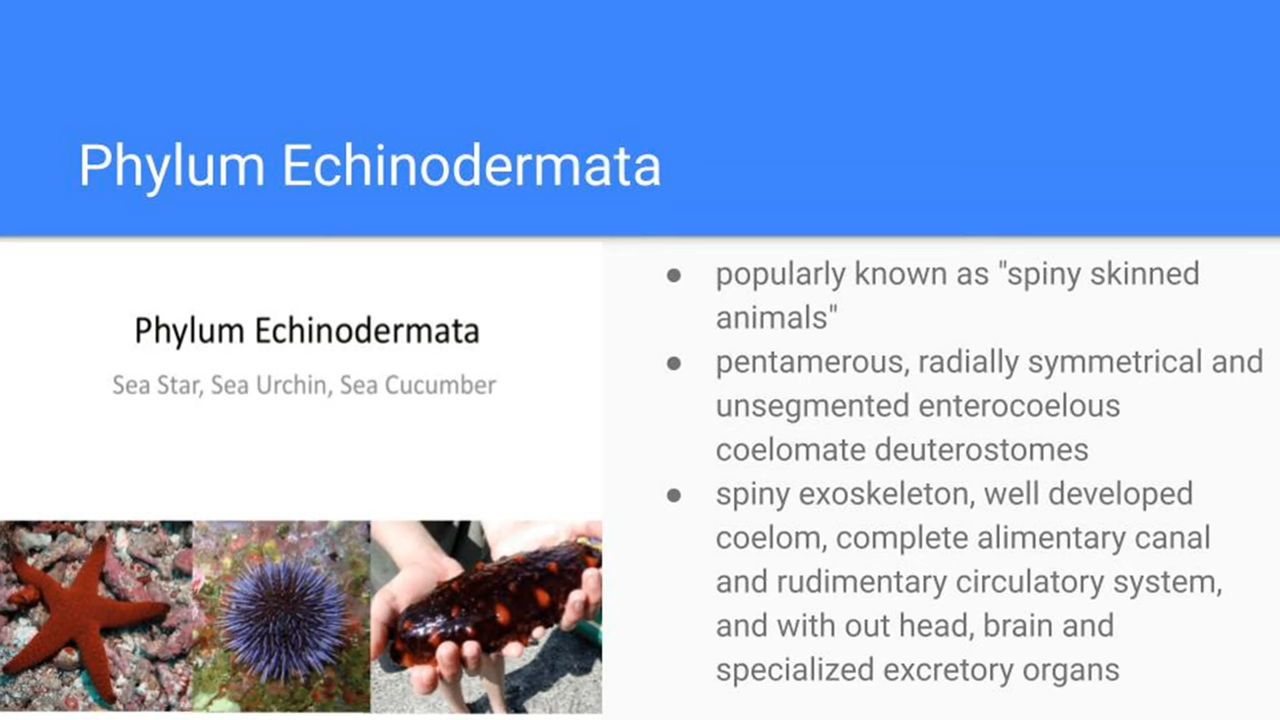 Phylum Echinodermata
Phylum Echinodermata
Sea Star, Sea Urchin, Sea Cucumber
● popularly known as "spiny skinned
animals"
● pentamerous, radially symmetrical and
unsegmented enterocoelous
coelomate deuterostomes
● spiny exoskeleton, well developed
coelom, complete alimentary canal
and rudimentary circulatory system,
and with out head, brain and
specialized excretory organs